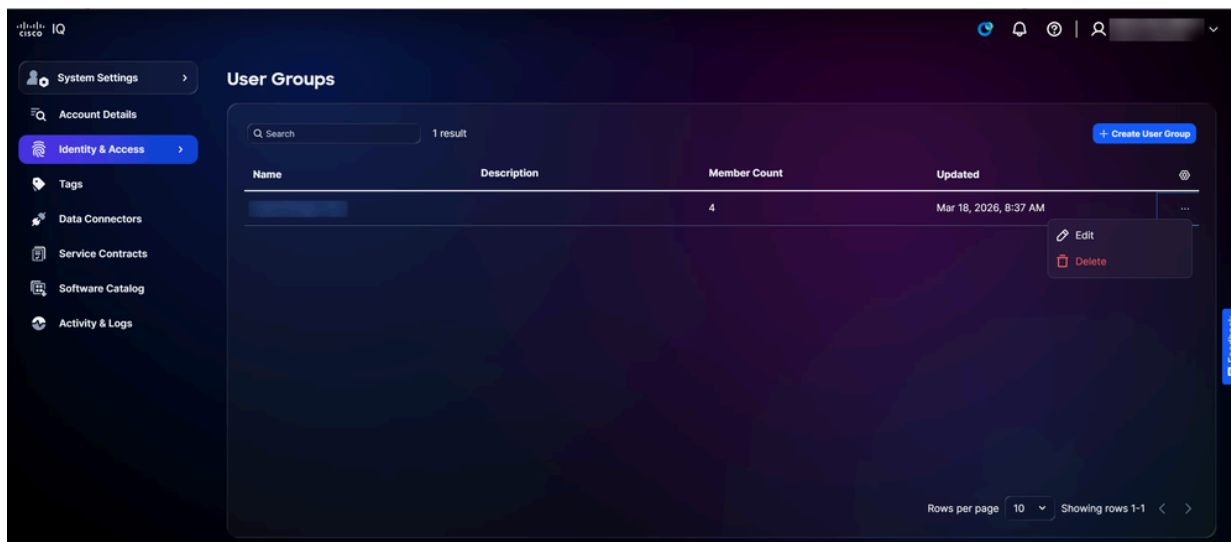 cisco IQ
System Settings
Account Details
Identity & Access
Tags
Data Connectors
Service Contracts
Software Catalog
Activity & Logs
User Groups
Search
1 result
+ Create User Group
Name Description Member Count Updated
4 Mar 18, 2026, 8:37 AM ...
Edit
Delete
Rows per page 10 Showing rows 1-1